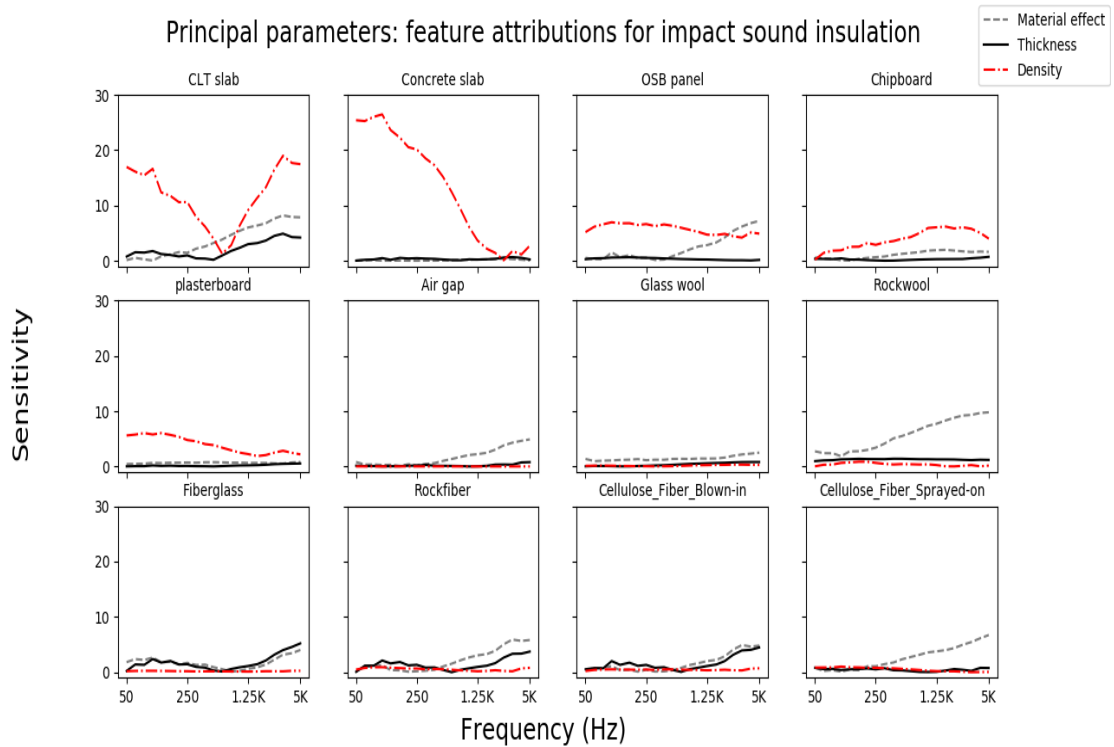 Principal parameters: feature attributions for impact sound insulation
Material effect
Thickness
Density
CLT slab
Concrete slab
OSB panel
Chipboard
30
20
10
0
plasterboard
Air gap
Glass wool
Rockwool
30
20
10
0
Sensitivity
Fiberglass
Rockfiber
Cellulose_Fiber_Blown-in
Cellulose_Fiber_Sprayed-on
30
20
10
0
50 250 1.25K 5K
50 250 1.25K 5K
50 250 1.25K 5K
50 250 1.25K 5K
Frequency (Hz)